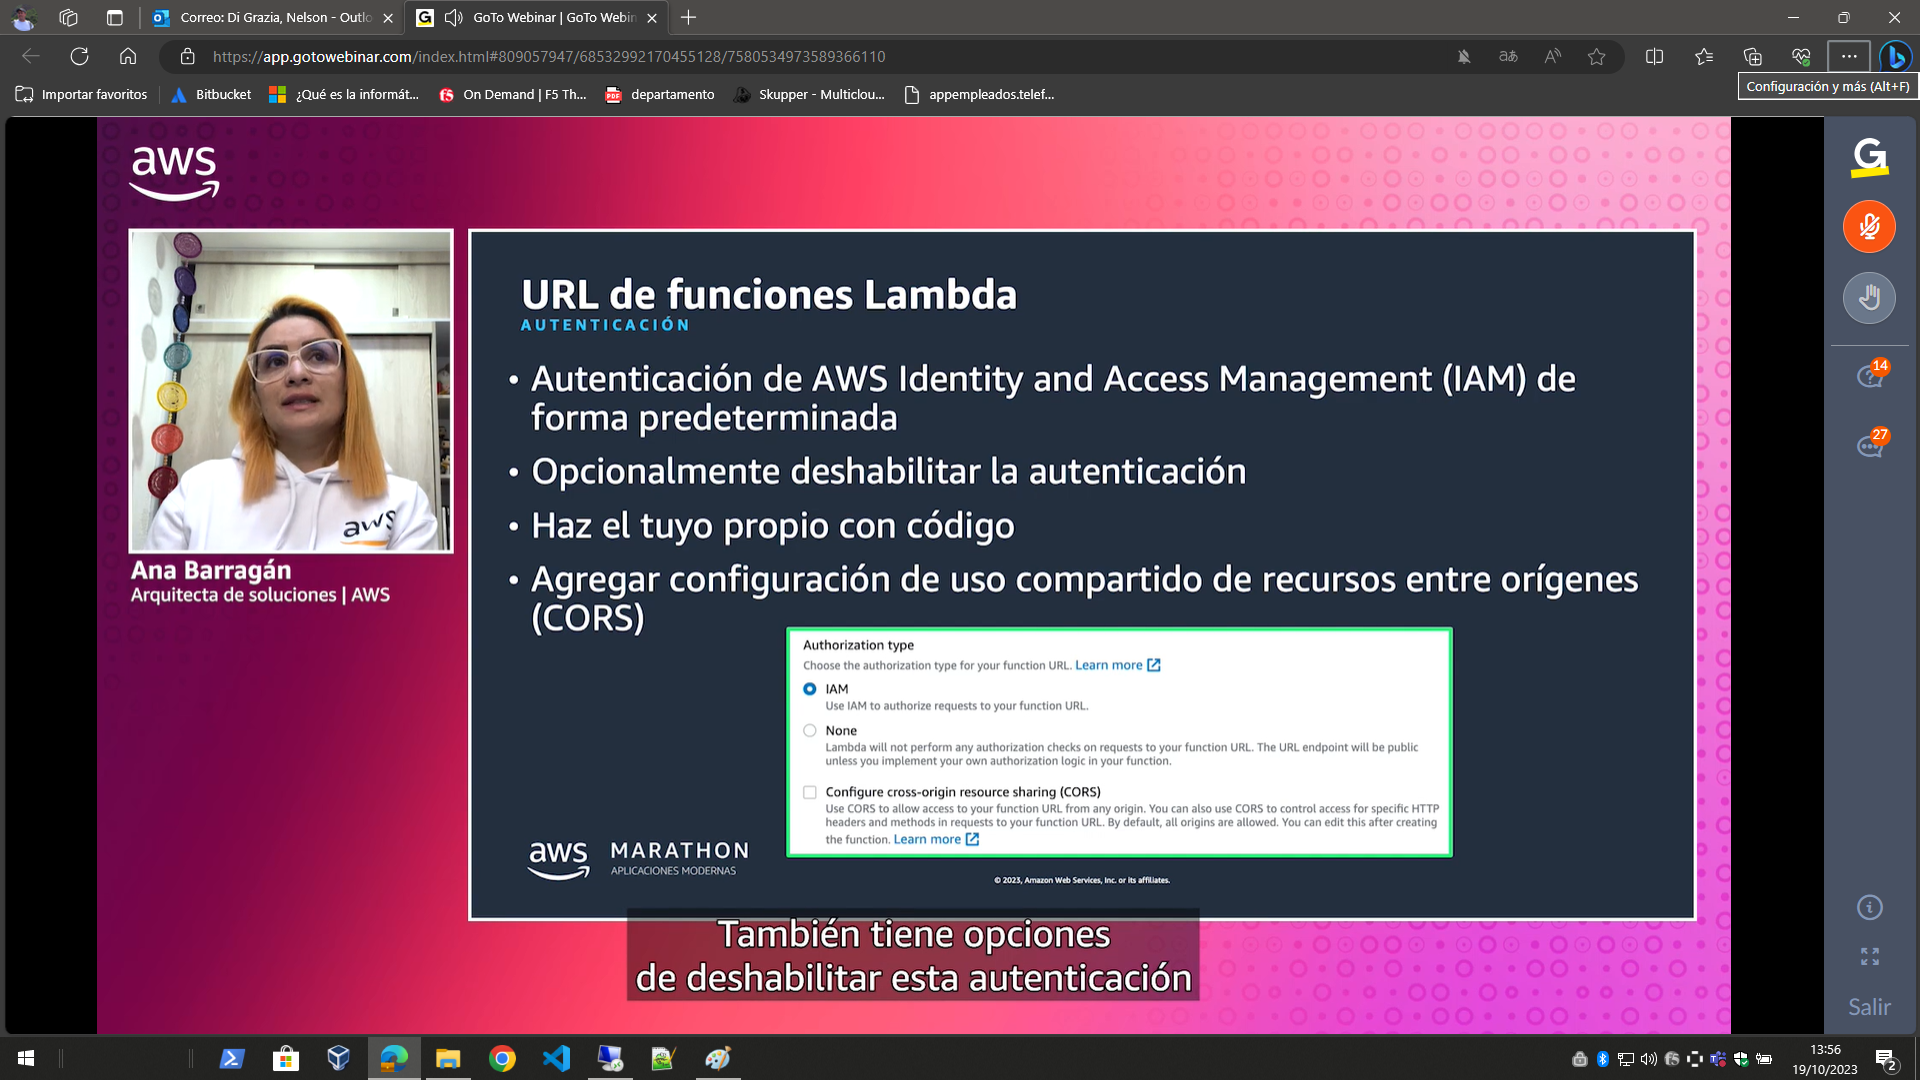 Correo: Di Grazia, Nelson - Outlo
GoTo Webinar | GoTo Webin
https://app.gotowebinar.com/index.html#809057947/68532992170455128/7580534973589366110
Importar favoritos
Bitbucket
¿Qué es la informát...
On Demand | F5 Th...
departamento
Skupper - Multiclou...
appempleados.telef...
Configuración y más (Alt+F)
aws
URL de funciones Lambda
AUTENTICACIÓN
• Autenticación de AWS Identity and Access Management (IAM) de
forma predeterminada
• Opcionalmente deshabilitar la autenticación
• Haz el tuyo propio con código
• Agregar configuración de uso compartido de recursos entre orígenes
(CORS)
aws
Ana Barragán
Arquitecta de soluciones | AWS
Authorization type
Choose the authorization type for your function URL. Learn more
IAM
Use IAM to authorize requests to your function URL.
None
Lambda will not perform any authorization checks on requests to your function URL. The URL endpoint will be public
unless you implement your own authorization logic in your function.
Configure cross-origin resource sharing (CORS)
Use CORS to allow access to your function URL from any origin. You can also use CORS to control access for specific HTTP
headers and methods in requests to your function URL. By default, all origins are allowed. You can edit this after creating
the function. Learn more
aws MARATHON
APLICACIONES MODERNAS
© 2023, Amazon Web Services, Inc. or its affiliates.
También tiene opciones
de deshabilitar esta autenticación
G
14
27
Salir
13:56
19/10/2023
2